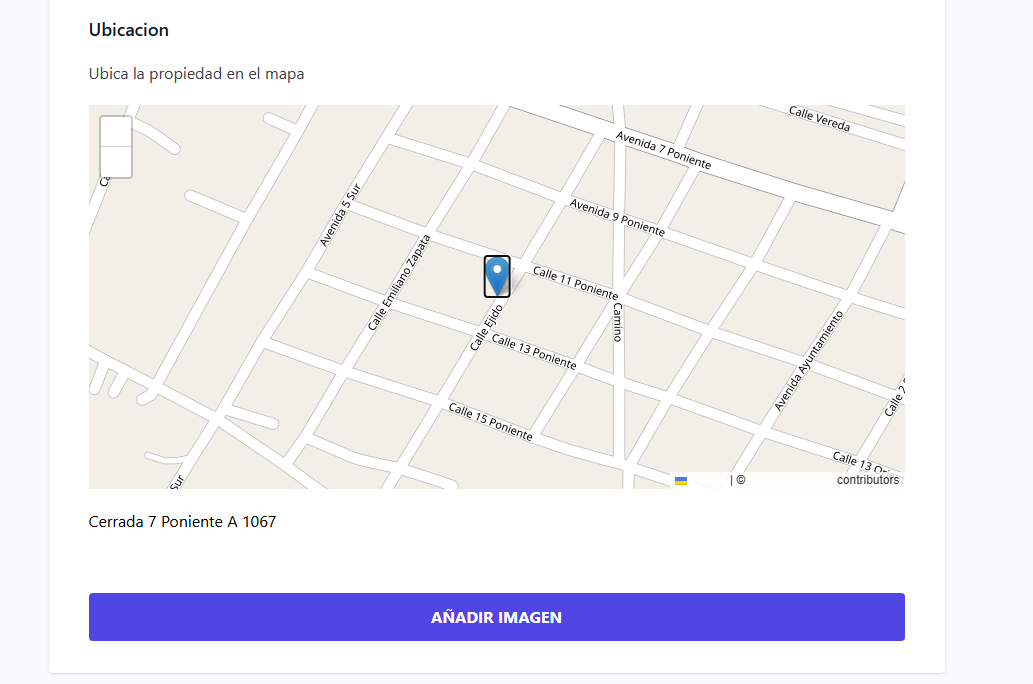 Ubicacion
Ubica la propiedad en el mapa
Calle Vereda
Avenida 7 Poniente
Avenida 5 Sur
Avenida 9 Poniente
Calle Emiliano Zapata
Calle 11 Poniente
Calle Ejido
Camino
Calle 13 Poniente
Avenida Ayuntamiento
Calle 2
Calle 15 Poniente
Calle 13
Sur
| © contributors
Cerrada 7 Poniente A 1067
AÑADIR IMAGEN